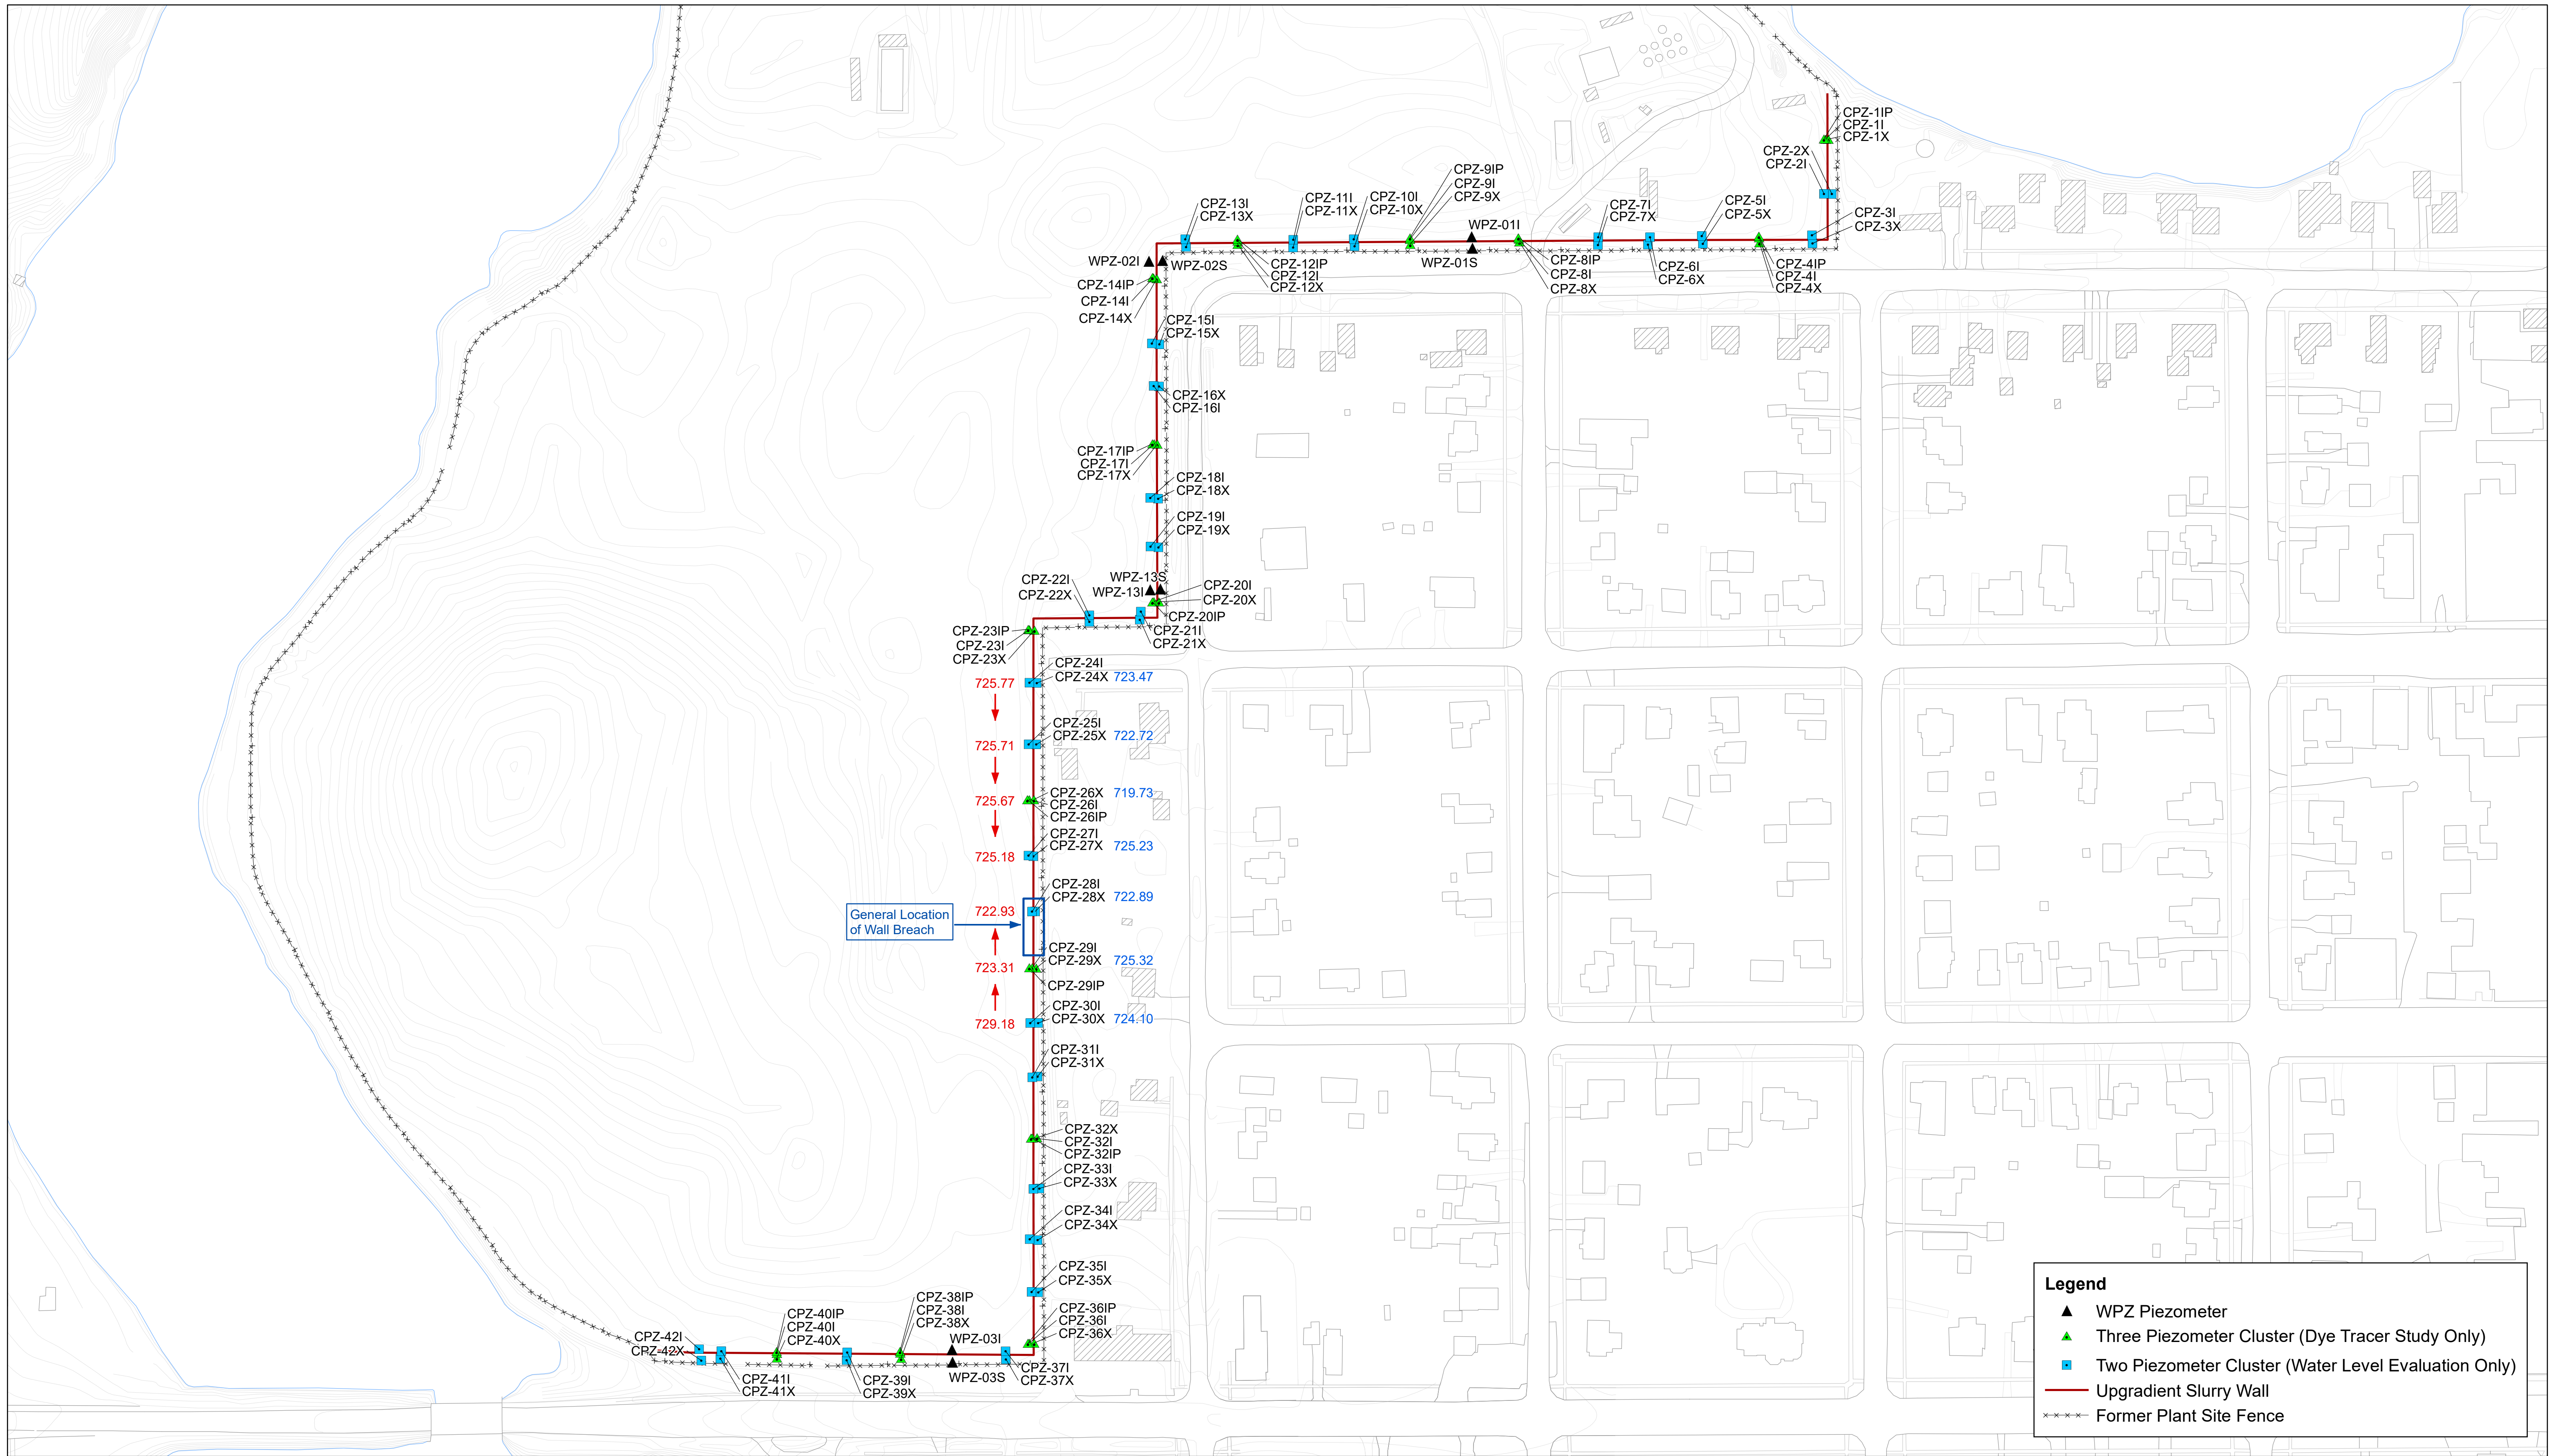 CPZ-1IP
CPZ-1I
CPZ-1X
CPZ-2X
CPZ-2I
CPZ-3I
CPZ-3X
CPZ-4IP
CPZ-4I
CPZ-4X
CPZ-5I
CPZ-5X
CPZ-6I
CPZ-6X
CPZ-7I
CPZ-7X
CPZ-8IP
CPZ-8I
CPZ-8X
WPZ-01I
WPZ-01S
CPZ-9IP
CPZ-9I
CPZ-9X
CPZ-10I
CPZ-10X
CPZ-11I
CPZ-11X
CPZ-12IP
CPZ-12I
CPZ-12X
CPZ-13I
CPZ-13X
WPZ-02I
WPZ-02S
CPZ-14IP
CPZ-14I
CPZ-14X
CPZ-15I
CPZ-15X
CPZ-16X
CPZ-16I
CPZ-17IP
CPZ-17I
CPZ-17X
CPZ-18I
CPZ-18X
CPZ-19I
CPZ-19X
WPZ-13S
WPZ-13I
CPZ-20I
CPZ-20X
CPZ-20IP
CPZ-21I
CPZ-21X
CPZ-22I
CPZ-22X
CPZ-23IP
CPZ-23I
CPZ-23X
CPZ-24I
CPZ-24X 723.47
725.77
CPZ-25I
CPZ-25X 722.72
725.71
CPZ-26X 719.73
CPZ-26I
CPZ-26IP
725.67
CPZ-27I
CPZ-27X 725.23
725.18
CPZ-28I
CPZ-28X 722.89
722.93
General Location
of Wall Breach
CPZ-29I
CPZ-29X 725.32
CPZ-29IP
723.31
CPZ-30I
CPZ-30X 724.10
729.18
CPZ-31I
CPZ-31X
CPZ-32X
CPZ-32I
CPZ-32IP
CPZ-33I
CPZ-33X
CPZ-34I
CPZ-34X
CPZ-35I
CPZ-35X
CPZ-36IP
CPZ-36I
CPZ-36X
CPZ-37I
CPZ-37X
WPZ-03I
WPZ-03S
CPZ-38IP
CPZ-38I
CPZ-38X
CPZ-39I
CPZ-39X
CPZ-40IP
CPZ-40I
CPZ-40X
CPZ-41I
CPZ-41X
CPZ-42I
CPZ-42X
Legend
WPZ Piezometer
Three Piezometer Cluster (Dye Tracer Study Only)
Two Piezometer Cluster (Water Level Evaluation Only)
Upgradient Slurry Wall
Former Plant Site Fence